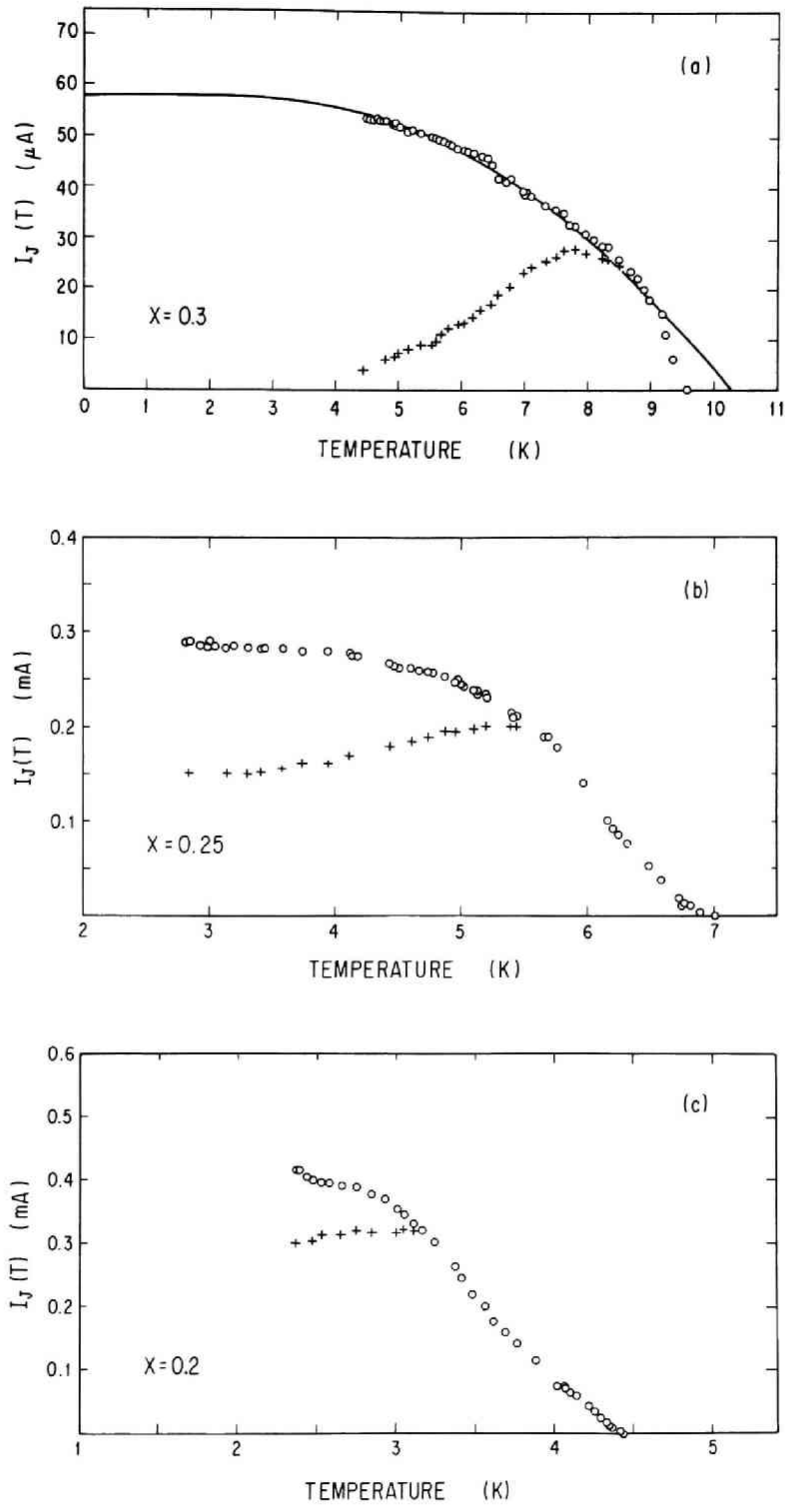 70
60
50
40
30
20
10
I_J (T) (μA)
(a)
X=0.3
0 1 2 3 4 5 6 7 8 9 10 11
TEMPERATURE (K)
0.4
0.3
0.2
0.1
I_J(T) (mA)
(b)
X=0.25
2 3 4 5 6 7
TEMPERATURE (K)
0.6
0.5
0.4
0.3
0.2
0.1
I_J(T) (mA)
(c)
X=0.2
1 2 3 4 5
TEMPERATURE (K)